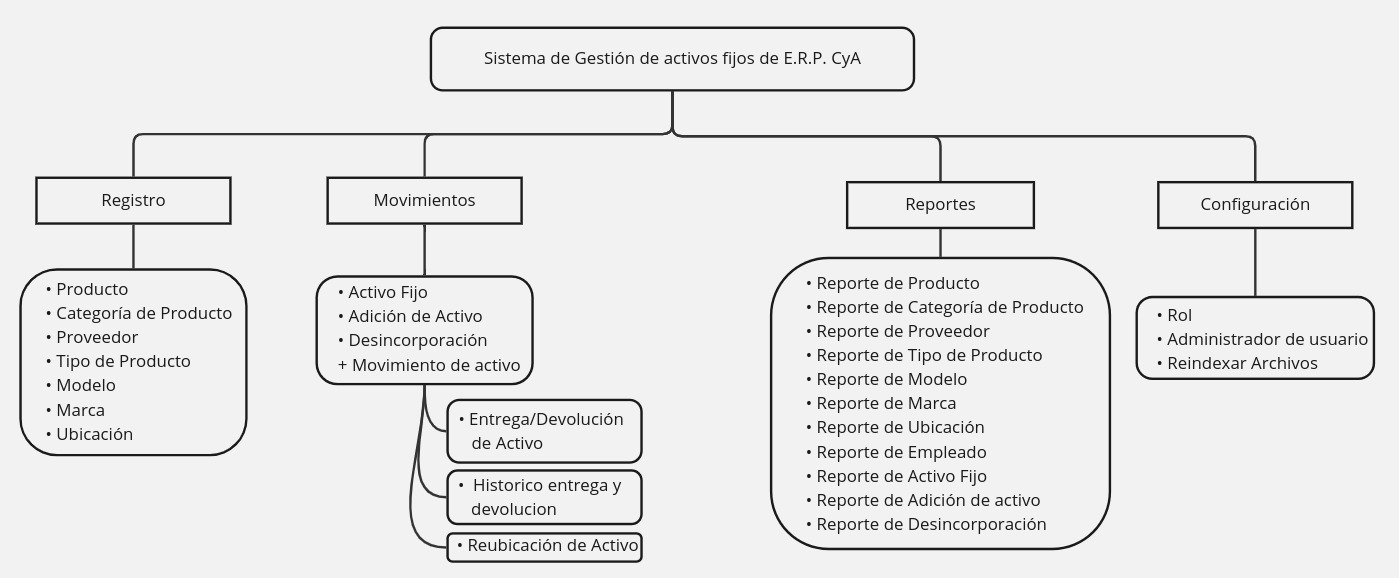 Sistema de Gestión de activos fijos de E.R.P. CyA
Registro
• Producto
• Categoría de Producto
• Proveedor
• Tipo de Producto
• Modelo
• Marca
• Ubicación
Movimientos
• Activo Fijo
• Adición de Activo
• Desincorporación
+ Movimiento de activo
• Entrega/Devolución
de Activo
• Historico entrega y
devolucion
• Reubicación de Activo
Reportes
• Reporte de Producto
• Reporte de Categoría de Producto
• Reporte de Proveedor
• Reporte de Tipo de Producto
• Reporte de Modelo
• Reporte de Marca
• Reporte de Ubicación
• Reporte de Empleado
• Reporte de Activo Fijo
• Reporte de Adición de activo
• Reporte de Desincorporación
Configuración
• Rol
• Administrador de usuario
• Reindexar Archivos